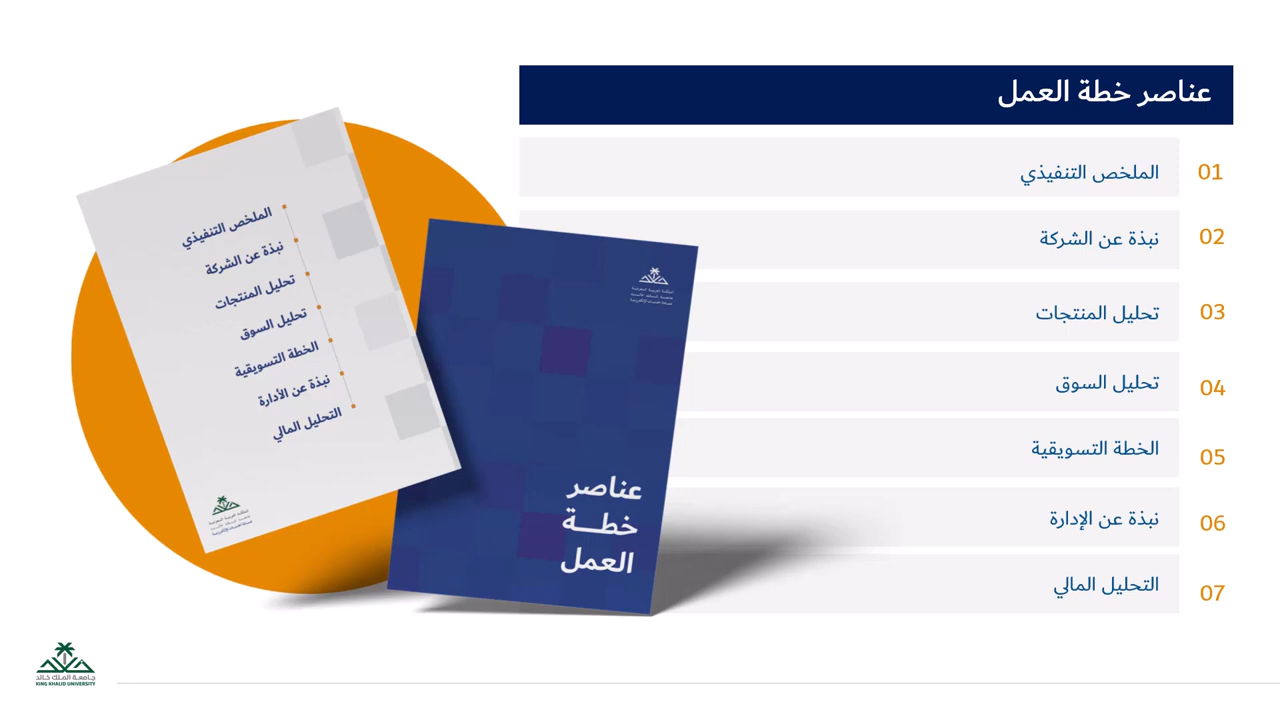 عناصر خطة العمل
01 الملخص التنفيذي
02 نبذة عن الشركة
03 تحليل المنتجات
04 تحليل السوق
05 الخطة التسويقية
06 نبذة عن الإدارة
07 التحليل المالي
الملخص التنفيذي
نبذة عن الشركة
تحليل المنتجات
تحليل السوق
الخطة التسويقية
نبذة عن الأدارة
التحليل المالي
عناصر
خطـــة
العمل
جامعة الملك خالد
KING KHALID UNIVERSITY